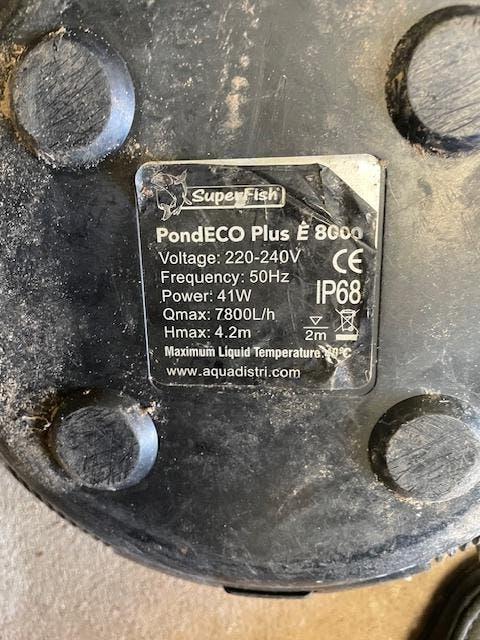 SuperFish
PondECO Plus E 8000
Voltage: 220-240V
Frequency: 50Hz
Power: 41W
Qmax: 7800L/h
Hmax: 4.2m
CE
IP68
2m
Maximum Liquid Temperature: °C
www.aquadistri.com